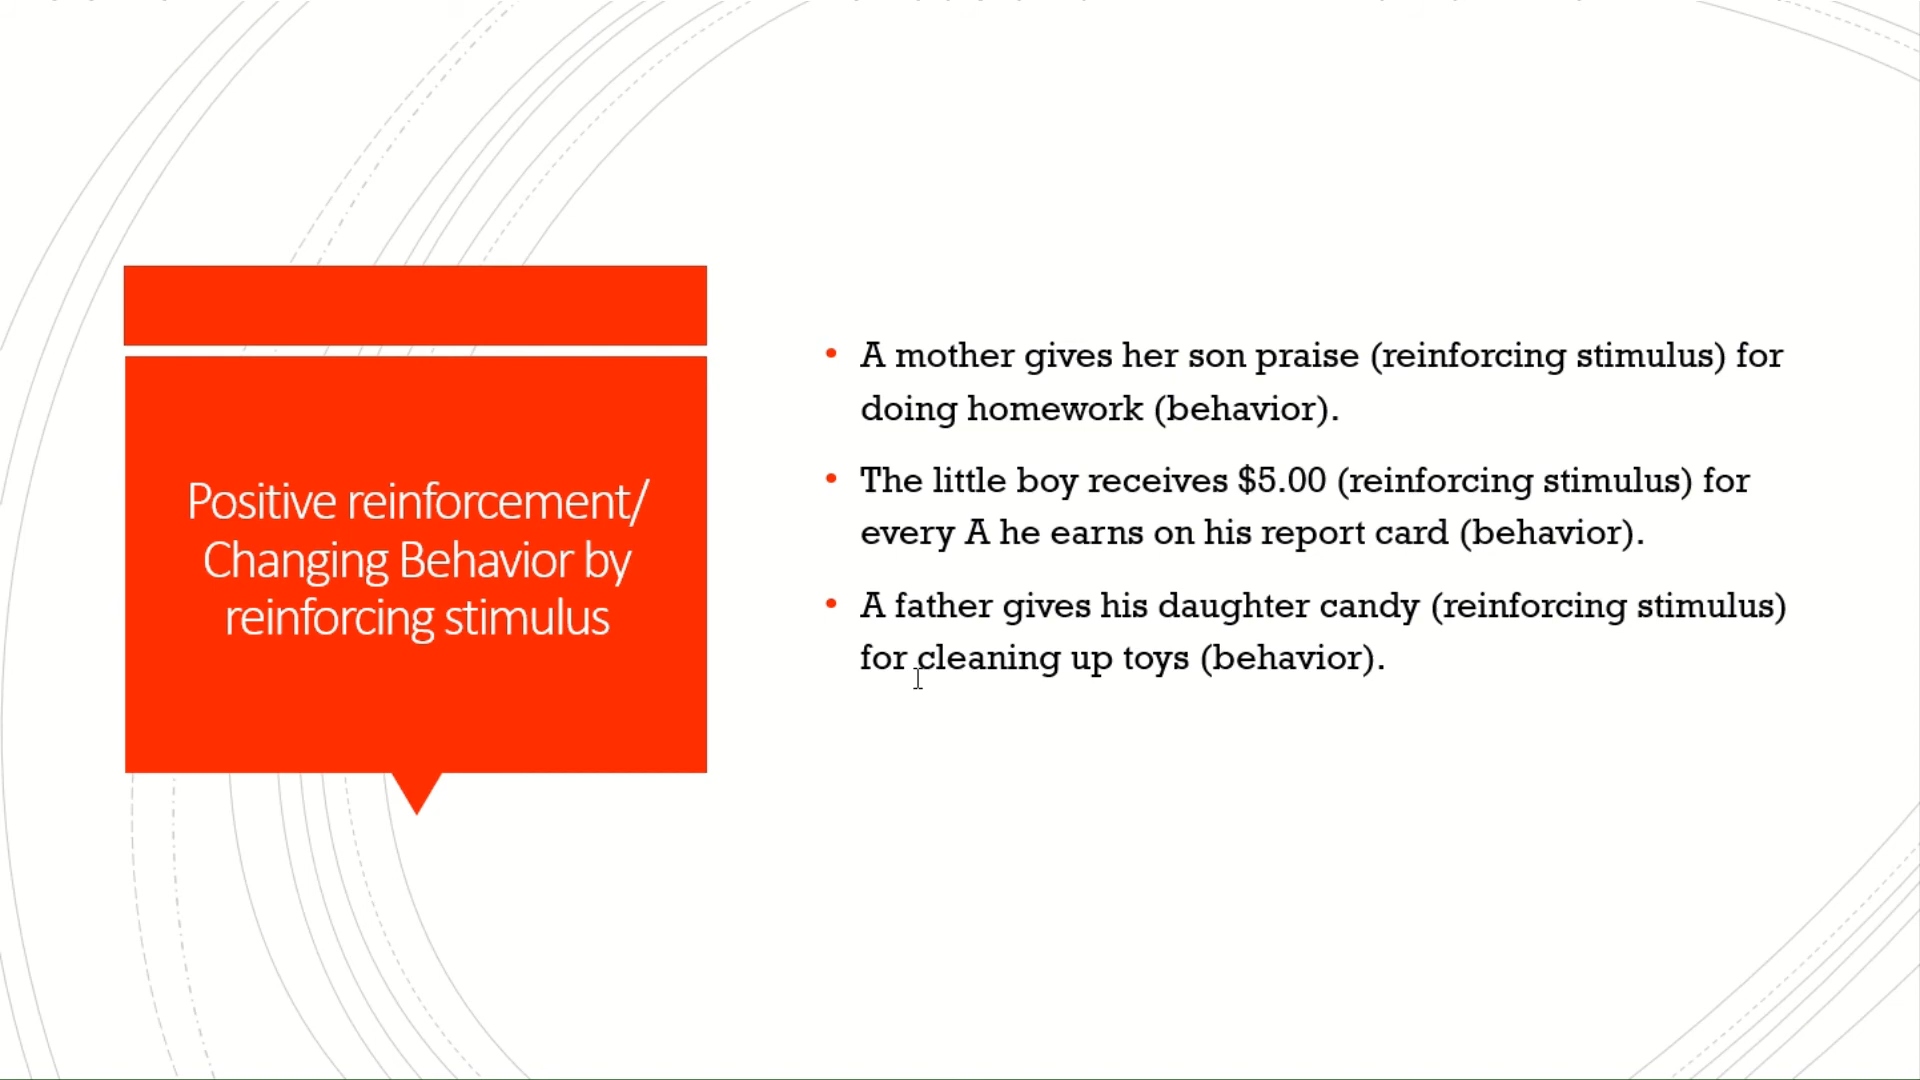 Positive reinforcement/
Changing Behavior by
reinforcing stimulus
• A mother gives her son praise (reinforcing stimulus) for
doing homework (behavior).
• The little boy receives $5.00 (reinforcing stimulus) for
every A he earns on his report card (behavior).
• A father gives his daughter candy (reinforcing stimulus)
for cleaning up toys (behavior).